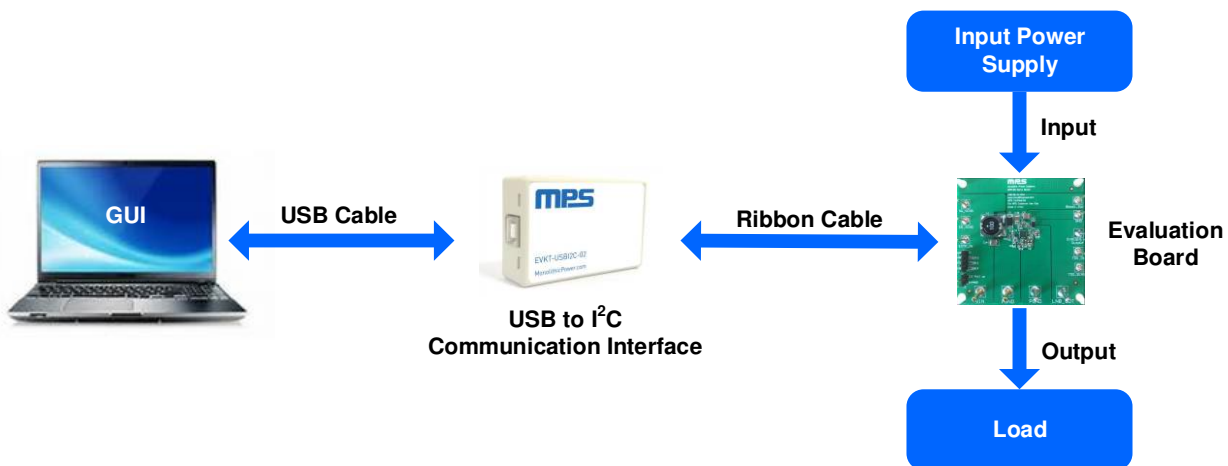 Input Power
Supply
Input
GUI
USB Cable
MPS
EVKT-USBI2C-02
MonolithicPower.com
Ribbon Cable
MPS
Evaluation
Board
USB to I²C
Communication Interface
Output
Load